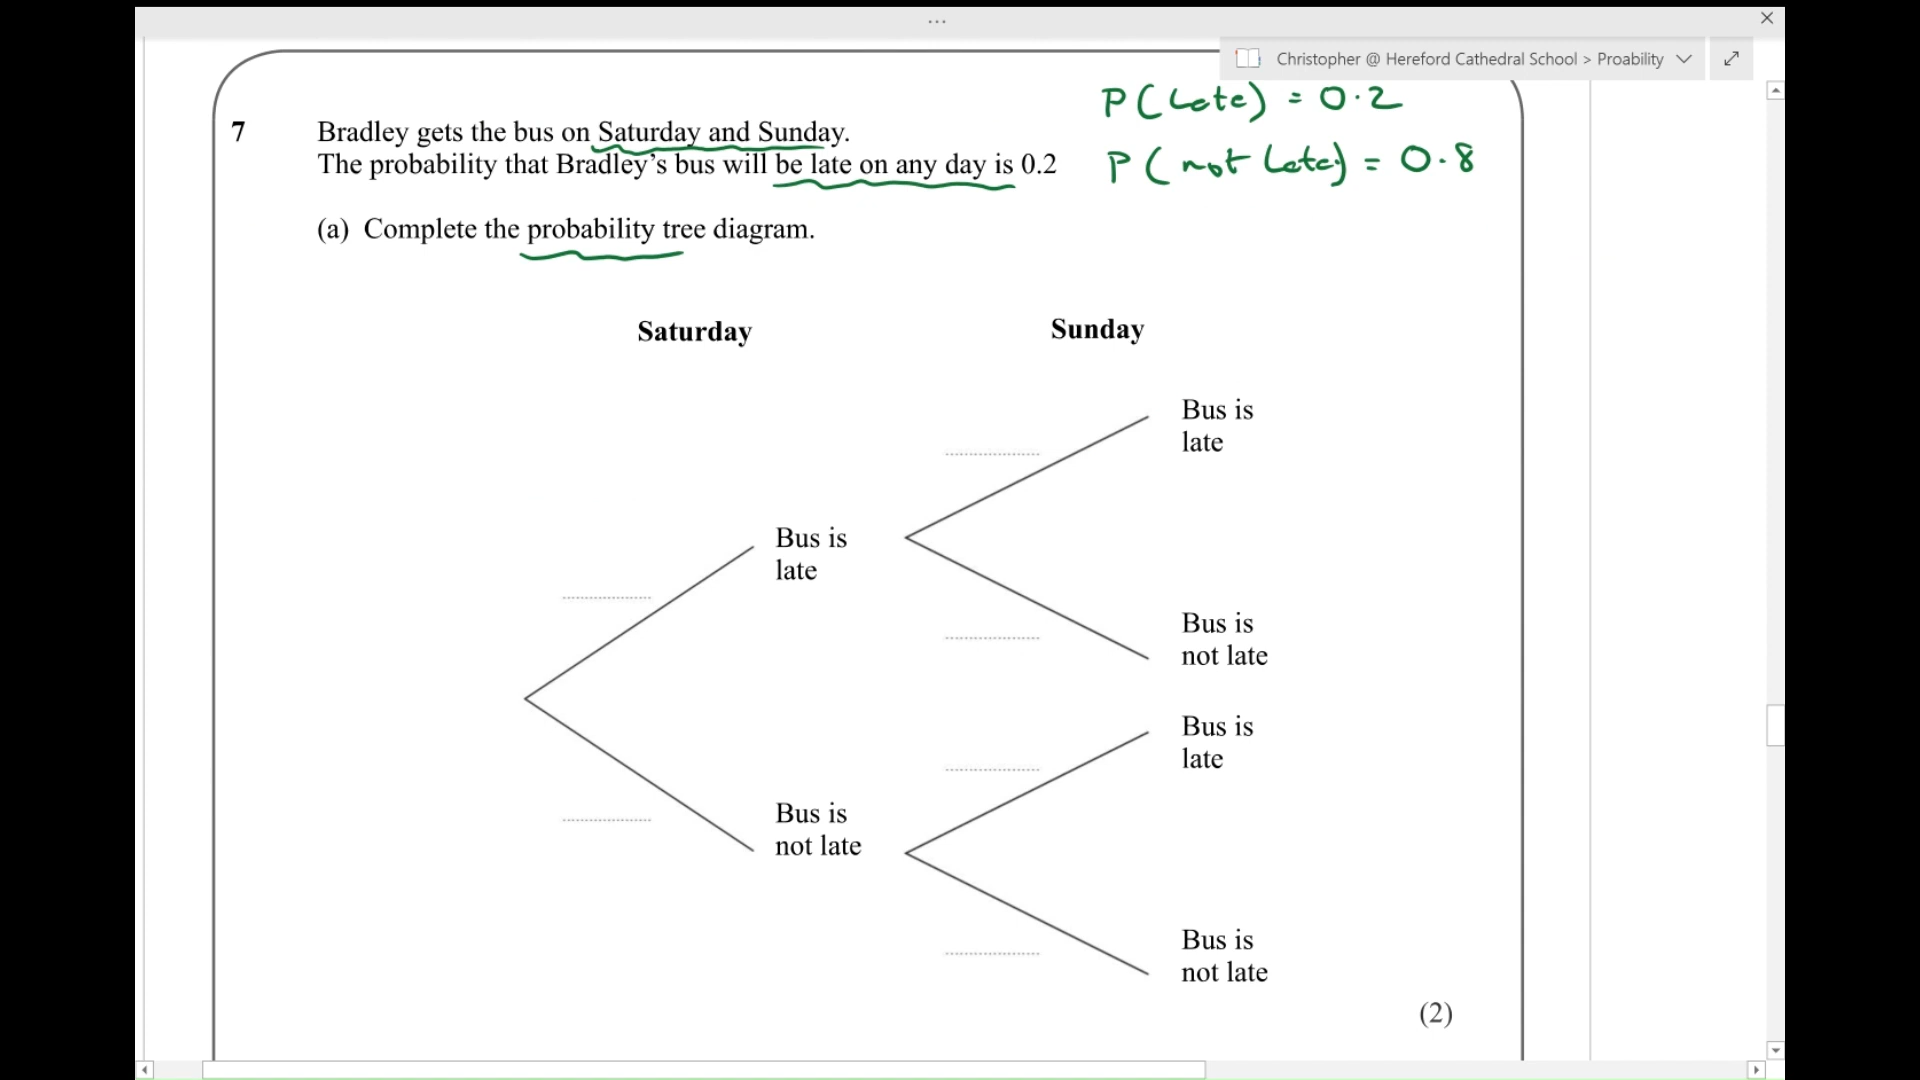 ...
Christopher @ Hereford Cathedral School > Proability
P(Late) = 0.2
7 Bradley gets the bus on Saturday and Sunday.
The probability that Bradley's bus will be late on any day is 0.2
P(not Late) = 0.8
(a) Complete the probability tree diagram.
Saturday Sunday
Bus is
late
Bus is
late
Bus is
not late
Bus is
late
Bus is
not late
Bus is
not late
(2)